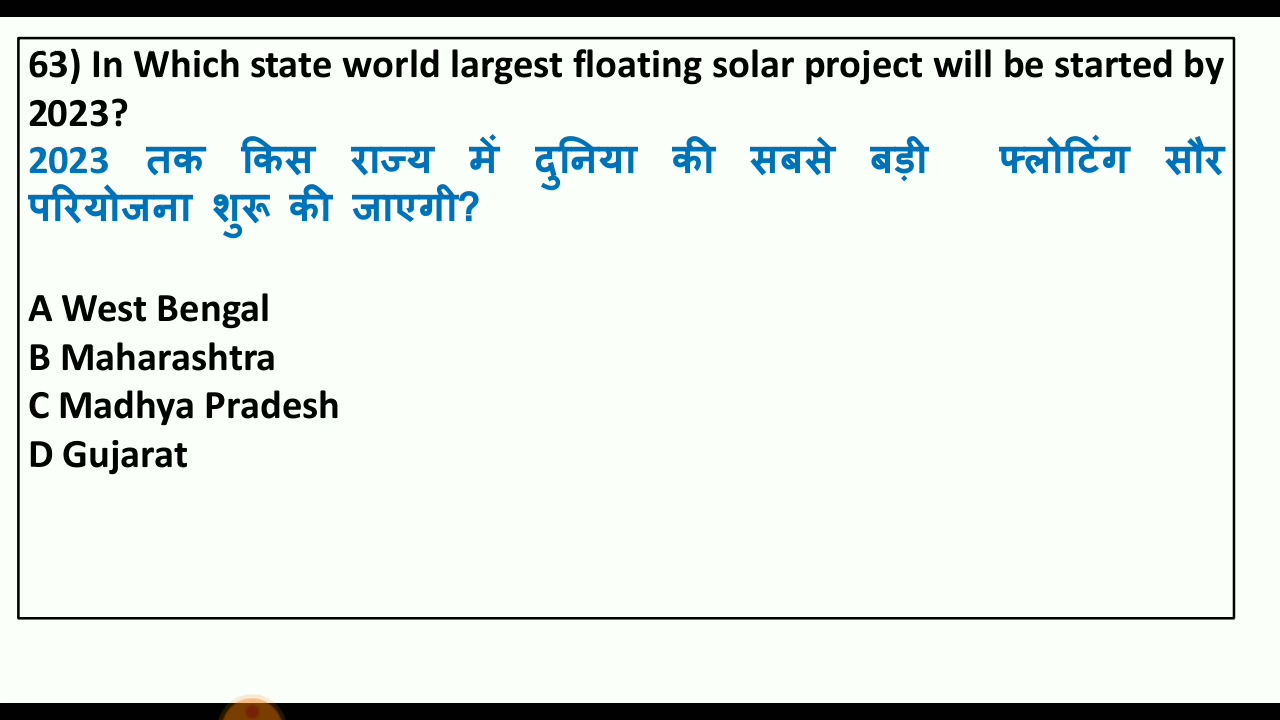 63) In Which state world largest floating solar project will be started by
2023?
2023 तक किस राज्य में दुनिया की सबसे बड़ी फ्लोटिंग सौर
परियोजना शुरू की जाएगी?
A West Bengal
B Maharashtra
C Madhya Pradesh
D Gujarat